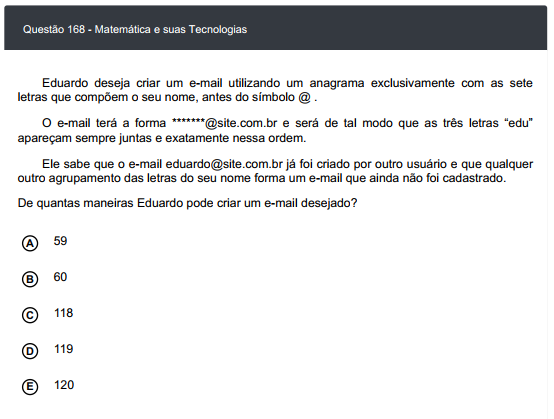 Questão 168 - Matemática e suas Tecnologias
Eduardo deseja criar um e-mail utilizando um anagrama exclusivamente com as sete
letras que compõem o seu nome, antes do símbolo @ .
O e-mail terá a forma *******@site.com.br e será de tal modo que as três letras “edu”
apareçam sempre juntas e exatamente nessa ordem.
Ele sabe que o e-mail eduardo@site.com.br já foi criado por outro usuário e que qualquer
outro agrupamento das letras do seu nome forma um e-mail que ainda não foi cadastrado.
De quantas maneiras Eduardo pode criar um e-mail desejado?
A 59
B 60
C 118
D 119
E 120